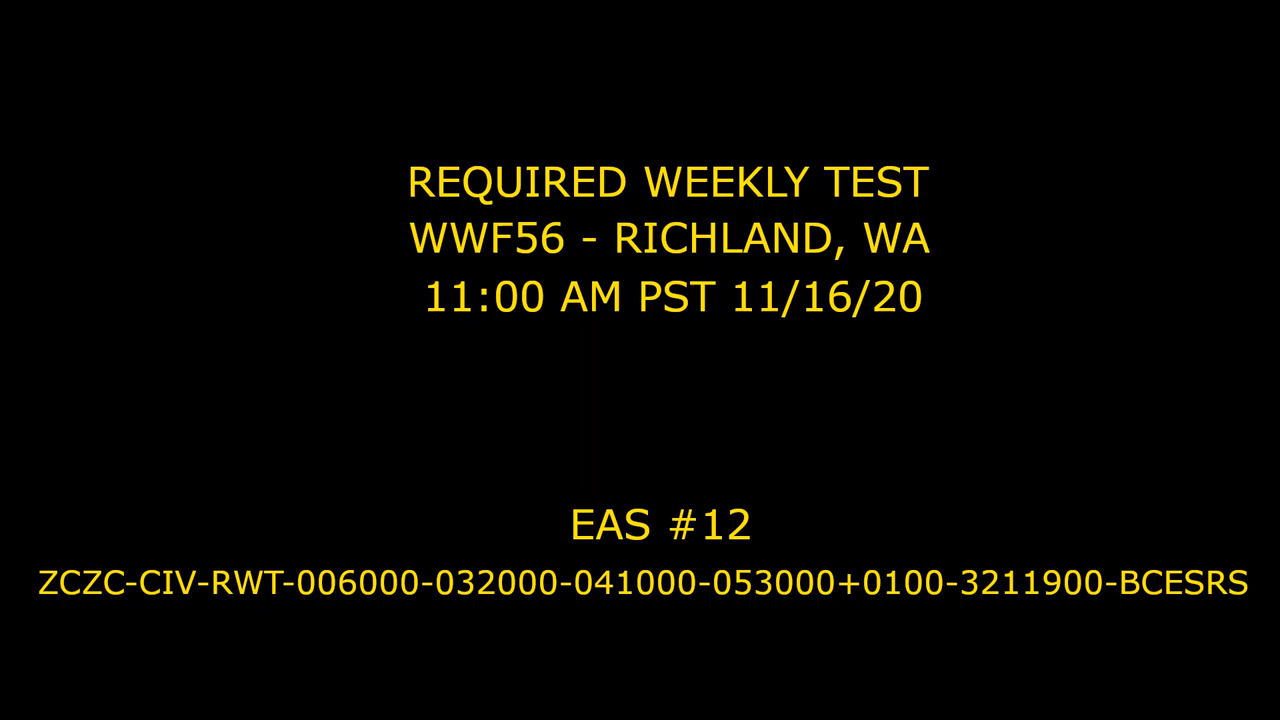 REQUIRED WEEKLY TEST
WWF56 - RICHLAND, WA
11:00 AM PST 11/16/20
EAS #12
ZCZC-CIV-RWT-006000-032000-041000-053000+0100-3211900-BCESRS